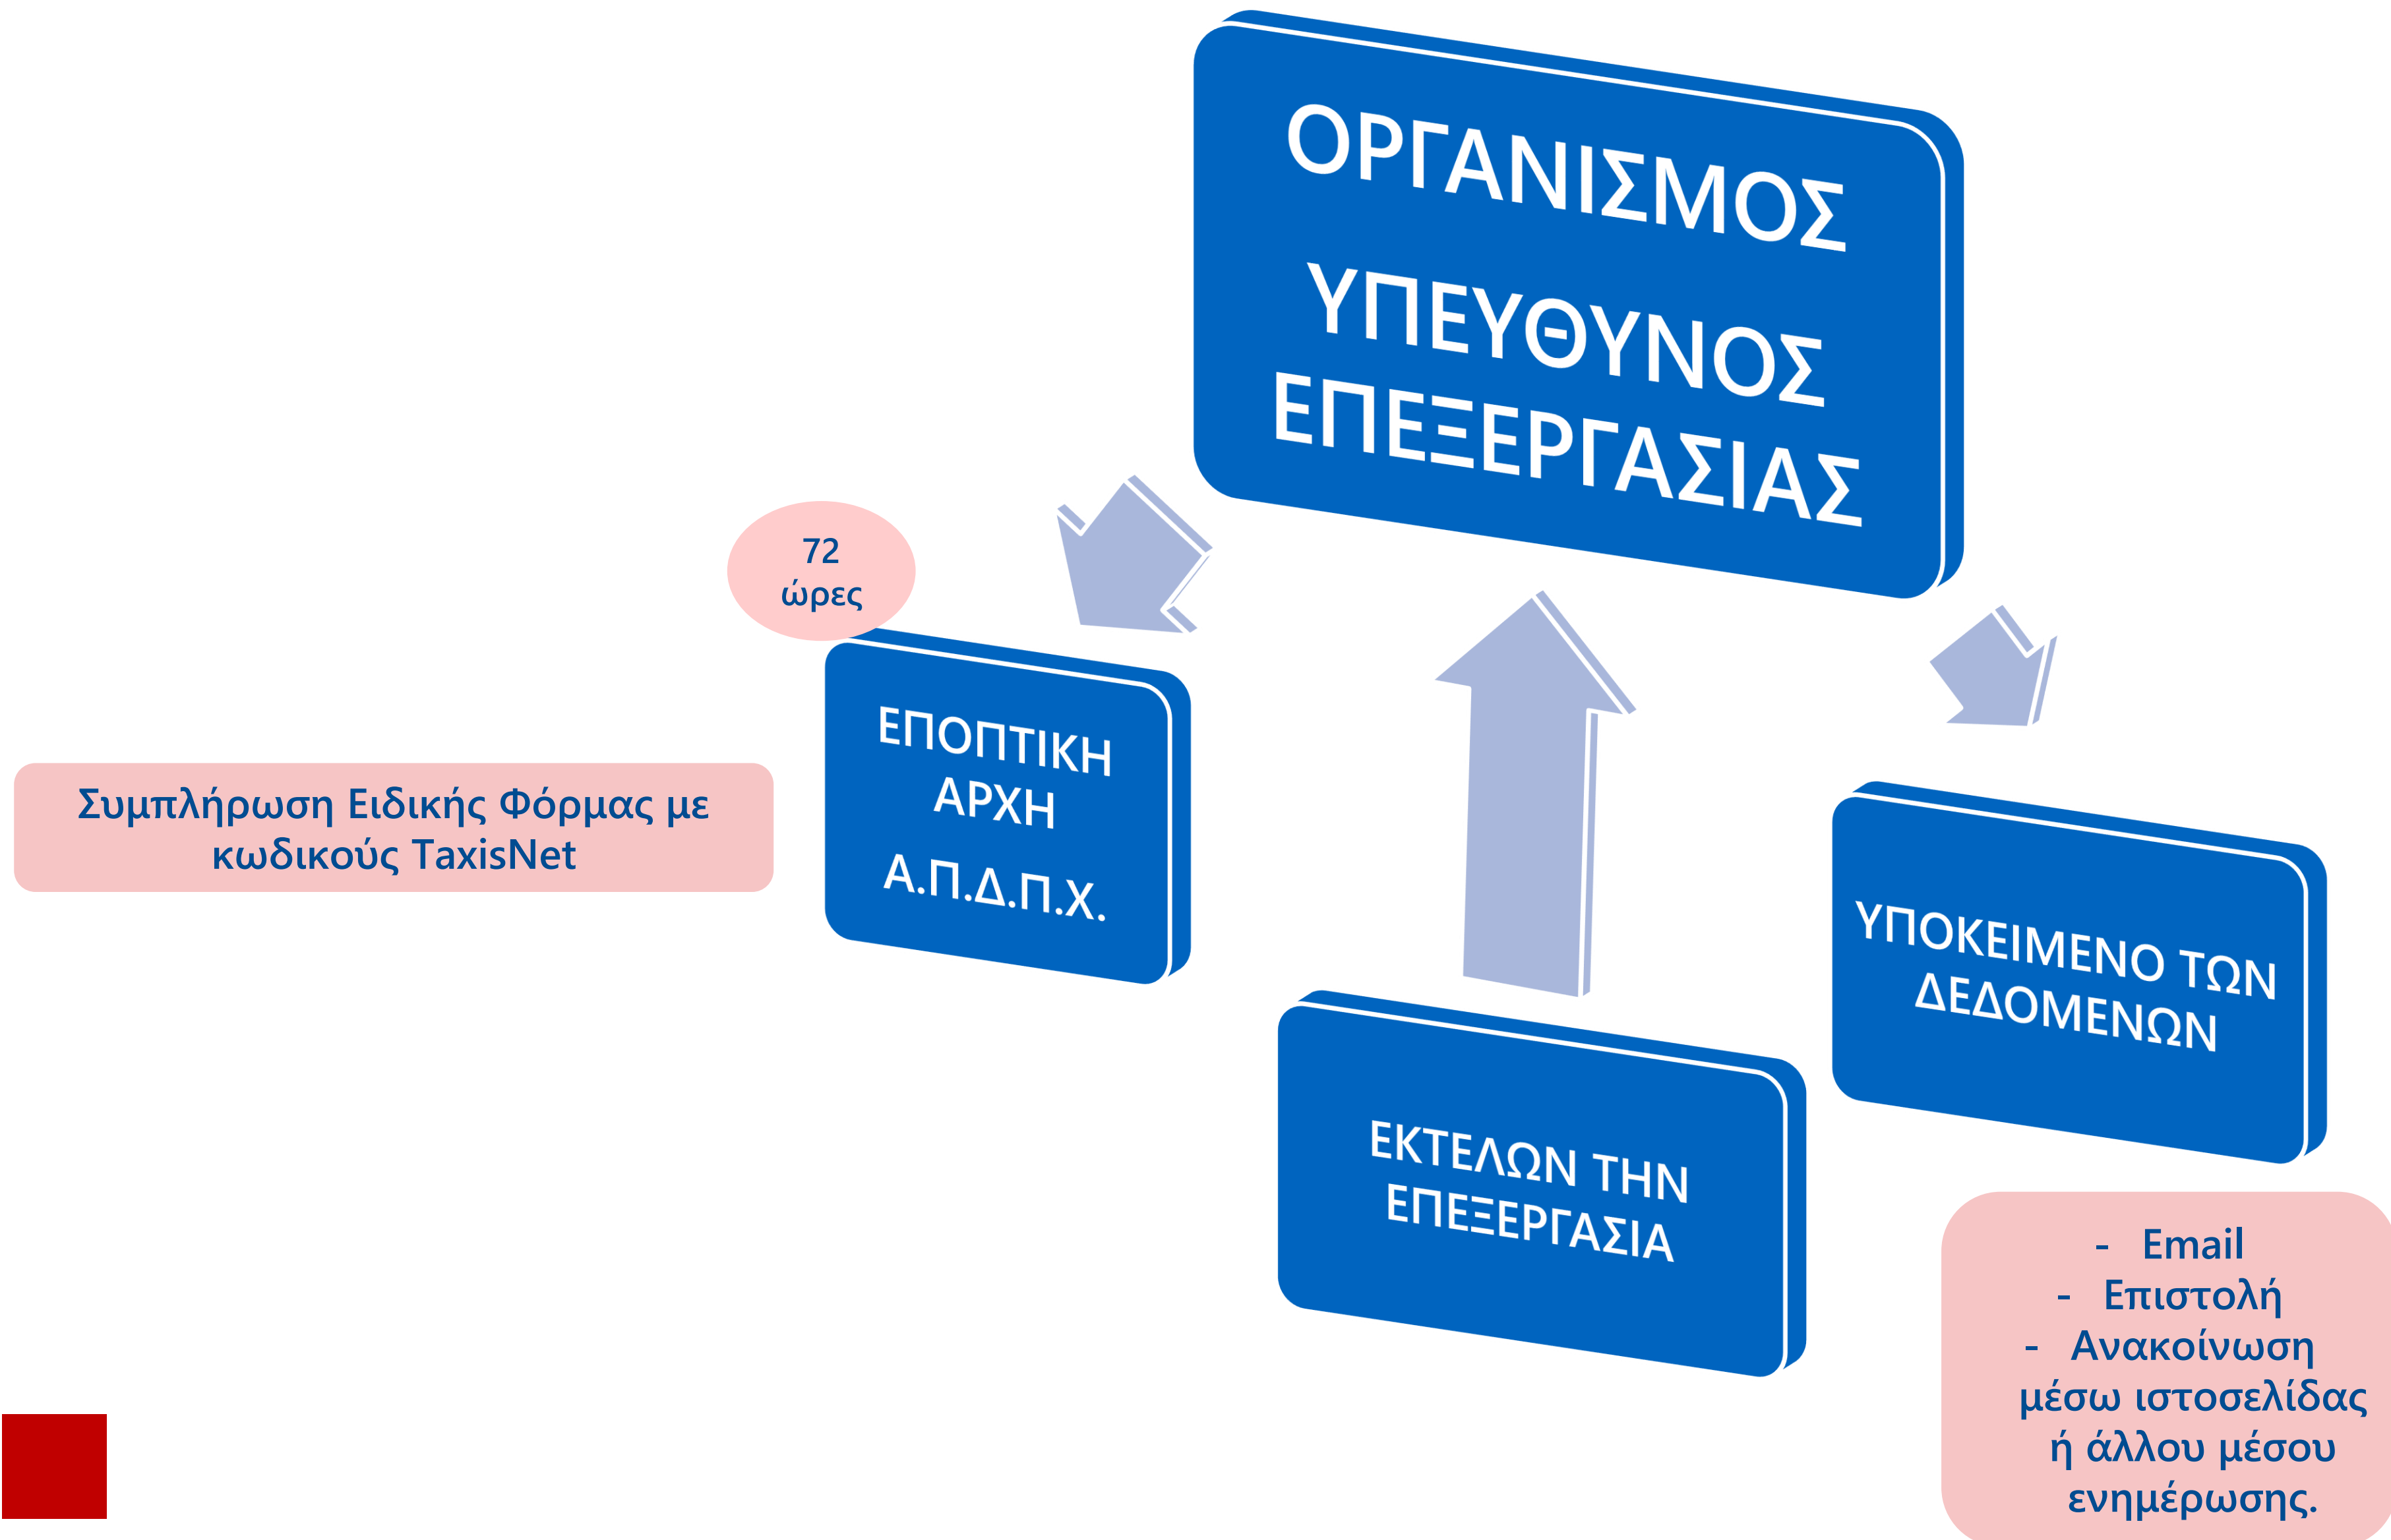 ΟΡΓΑΝΙΣΜΟΣ
ΥΠΕΥΘΥΝΟΣ
ΕΠΕΞΕΡΓΑΣΙΑΣ
72
ώρες
ΕΠΟΠΤΙΚΗ
ΑΡΧΗ
Α.Π.Δ.Π.Χ.
Συμπλήρωση Ειδικής Φόρμας με
κωδικούς TaxisNet
ΥΠΟΚΕΙΜΕΝΟ ΤΩΝ
ΔΕΔΟΜΕΝΩΝ
ΕΚΤΕΛΩΝ ΤΗΝ
ΕΠΕΞΕΡΓΑΣΙΑ
- Email
- Επιστολή
- Ανακοίνωση
μέσω ιστοσελίδας
ή άλλου μέσου
ενημέρωσης.